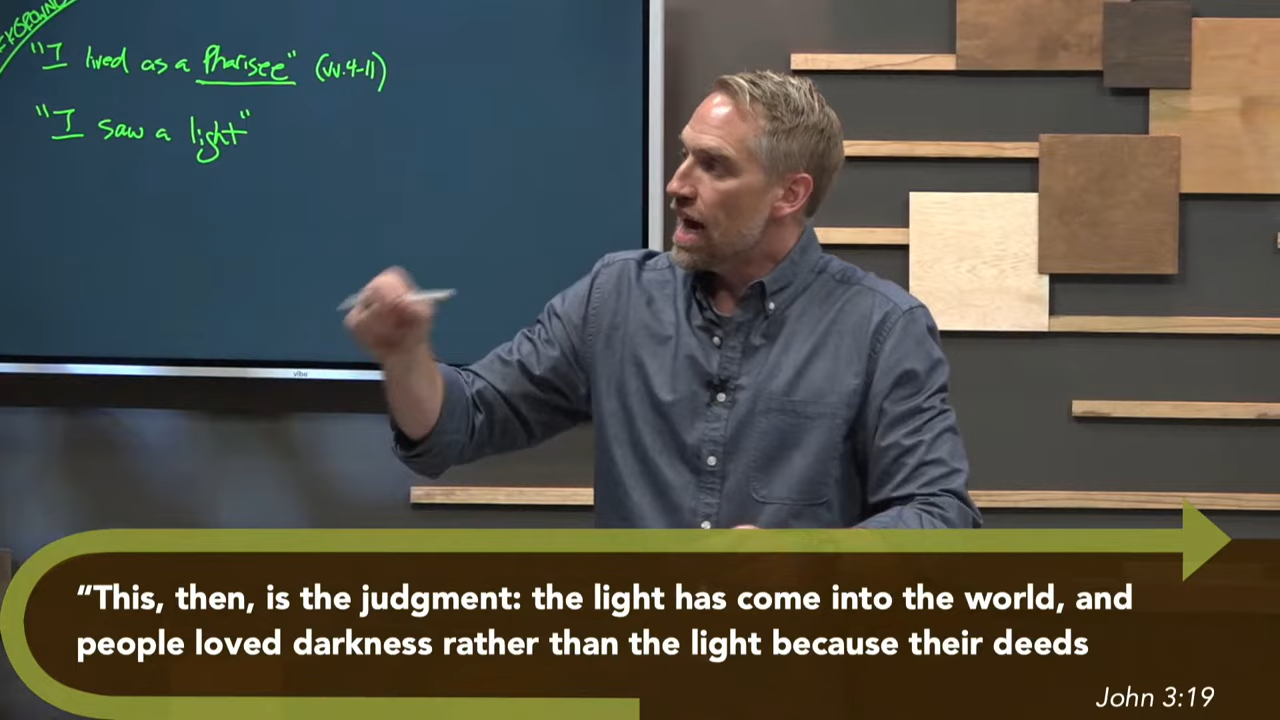 "I lived as a Pharisee" (vv.4-11)
"I saw a light"
vibe
"This, then, is the judgment: the light has come into the world, and
people loved darkness rather than the light because their deeds
John 3:19